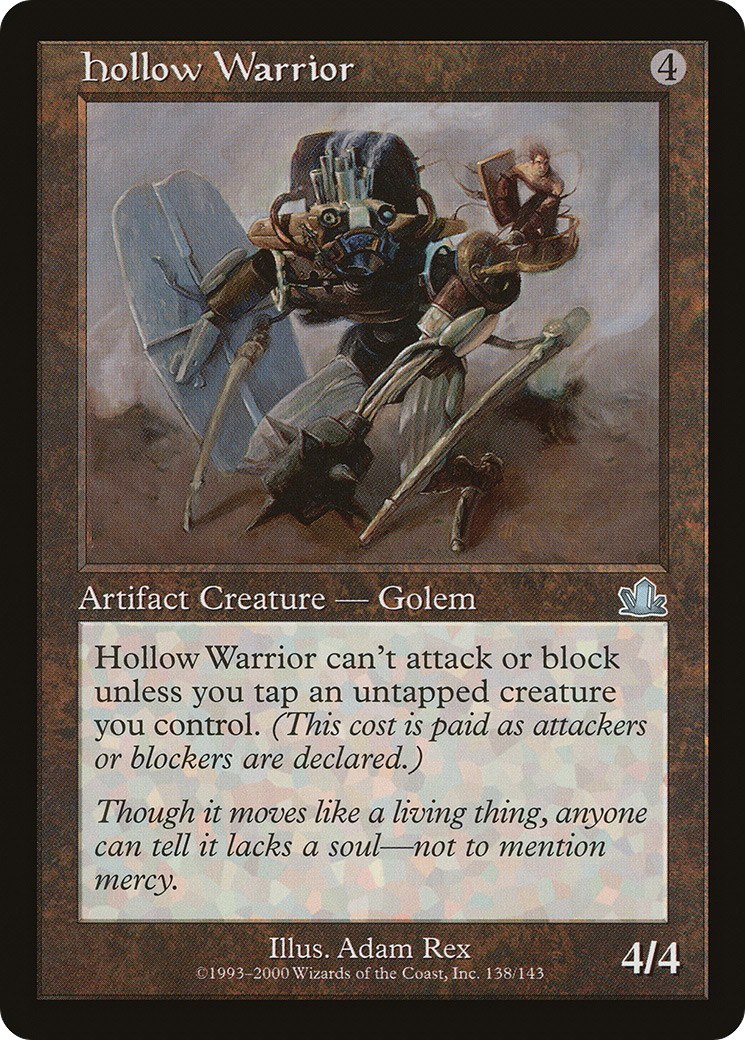 Hollow Warrior
4
Artifact Creature — Golem
Hollow Warrior can't attack or block
unless you tap an untapped creature
you control. (This cost is paid as attackers
or blockers are declared.)
Though it moves like a living thing, anyone
can tell it lacks a soul—not to mention
mercy.
Illus. Adam Rex
©1993–2000 Wizards of the Coast, Inc. 138/143
4/4